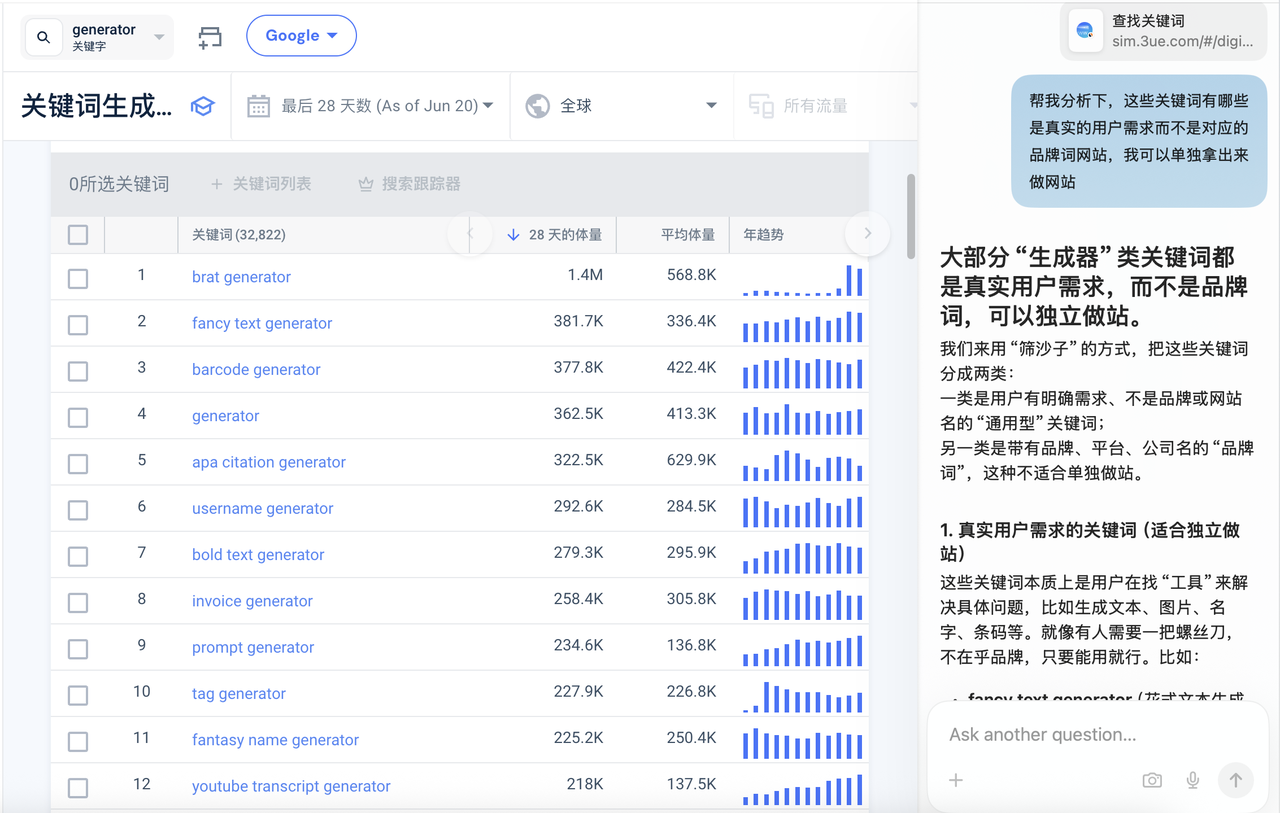 generator
关键字
Google
关键词生成...
最后 28 天数 (As of Jun 20)
全球
所有流量
0所选关键词
+ 关键词列表
搜索跟踪器
关键词 (32,822)
↓ 28 天的体量
平均体量
年趋势
1 brat generator 1.4M 568.8K
2 fancy text generator 381.7K 336.4K
3 barcode generator 377.8K 422.4K
4 generator 362.5K 413.3K
5 apa citation generator 322.5K 629.9K
6 username generator 292.6K 284.5K
7 bold text generator 279.3K 295.9K
8 invoice generator 258.4K 305.8K
9 prompt generator 234.6K 136.8K
10 tag generator 227.9K 226.8K
11 fantasy name generator 225.2K 250.4K
12 youtube transcript generator 218K 137.5K
查找关键词
sim.3ue.com/#/digi...
帮我分析下，这些关键词有哪些
是真实的用户需求而不是对应的
品牌词网站，我可以单独拿出来
做网站
大部分“生成器”类关键词都
是真实用户需求，而不是品牌
词，可以独立做站。
我们来用“筛沙子”的方式，把这些关键词
分成两类：
一类是用户有明确需求、不是品牌或网站
名的“通用型”关键词；
另一类是带有品牌、平台、公司名的“品牌
词”，这种不适合单独做站。
1. 真实用户需求的关键词（适合独立做
站）
这些关键词本质上是用户在找“工具”来解
决具体问题，比如生成文本、图片、名
字、条码等。就像有人需要一把螺丝刀，
不在乎品牌，只要能用就行。比如：
• fancy text generator（花式文本生成
Ask another question...